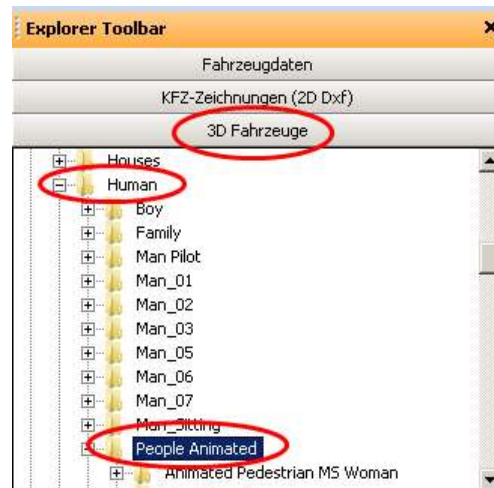 Explorer Toolbar
Fahrzeugdaten
KFZ-Zeichnungen (2D Dxf)
3D Fahrzeuge
Houses
Human
Boy
Family
Man Pilot
Man_01
Man_02
Man_03
Man_05
Man_06
Man_07
Man_Sitting
People Animated
Animated Pedestrian MS Woman